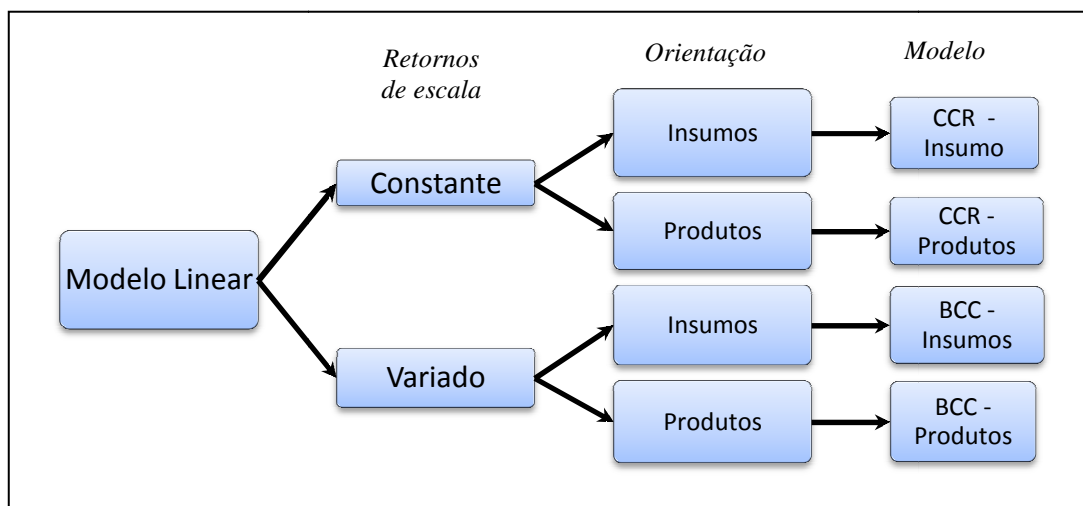 Retornos
de escala
Orientação
Modelo
Modelo Linear
Constante
Variado
Insumos
Produtos
Insumos
Produtos
CCR -
Insumo
CCR -
Produtos
BCC -
Insumos
BCC -
Produtos